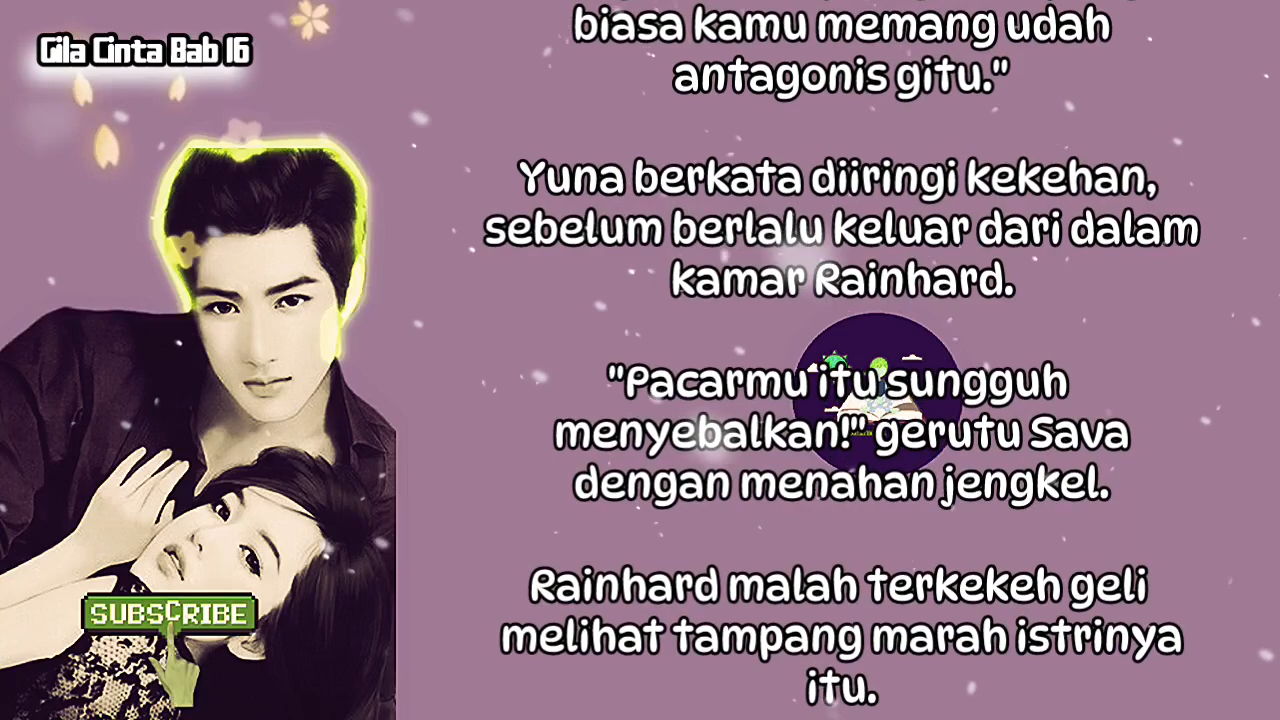 Gila Cinta Bab 16
biasa kamu memang udah
antagonis gitu."
Yuna berkata diiringi kekehan,
sebelum berlalu keluar dari dalam
kamar Rainhard.
"Pacarmu itu sungguh
menyebalkan!" gerutu Sava
dengan menahan jengkel.
Rainhard malah terkekeh geli
melihat tampang marah istrinya
itu.
SUBSCRIBE